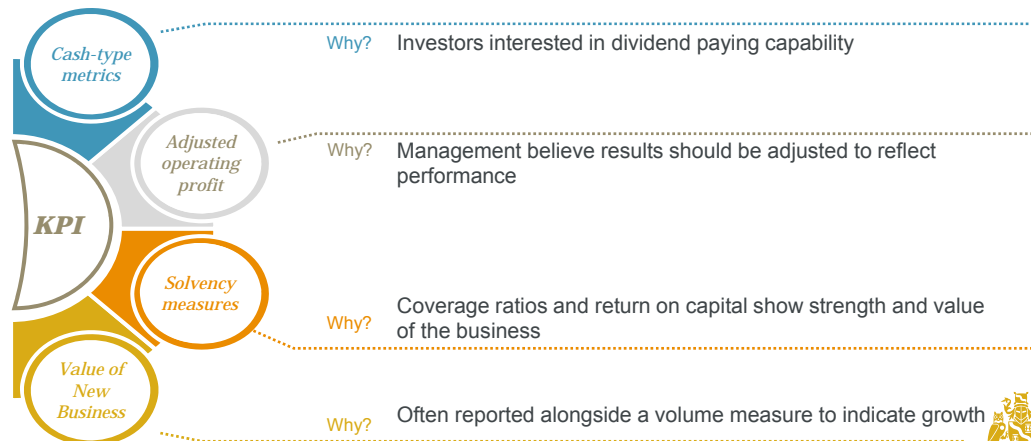 Cash-type
metrics
Why? Investors interested in dividend paying capability
Adjusted
operating
profit
Why? Management believe results should be adjusted to reflect
performance
KPI
Solvency
measures
Why? Coverage ratios and return on capital show strength and value
of the business
Value of
New
Business
Why? Often reported alongside a volume measure to indicate growth